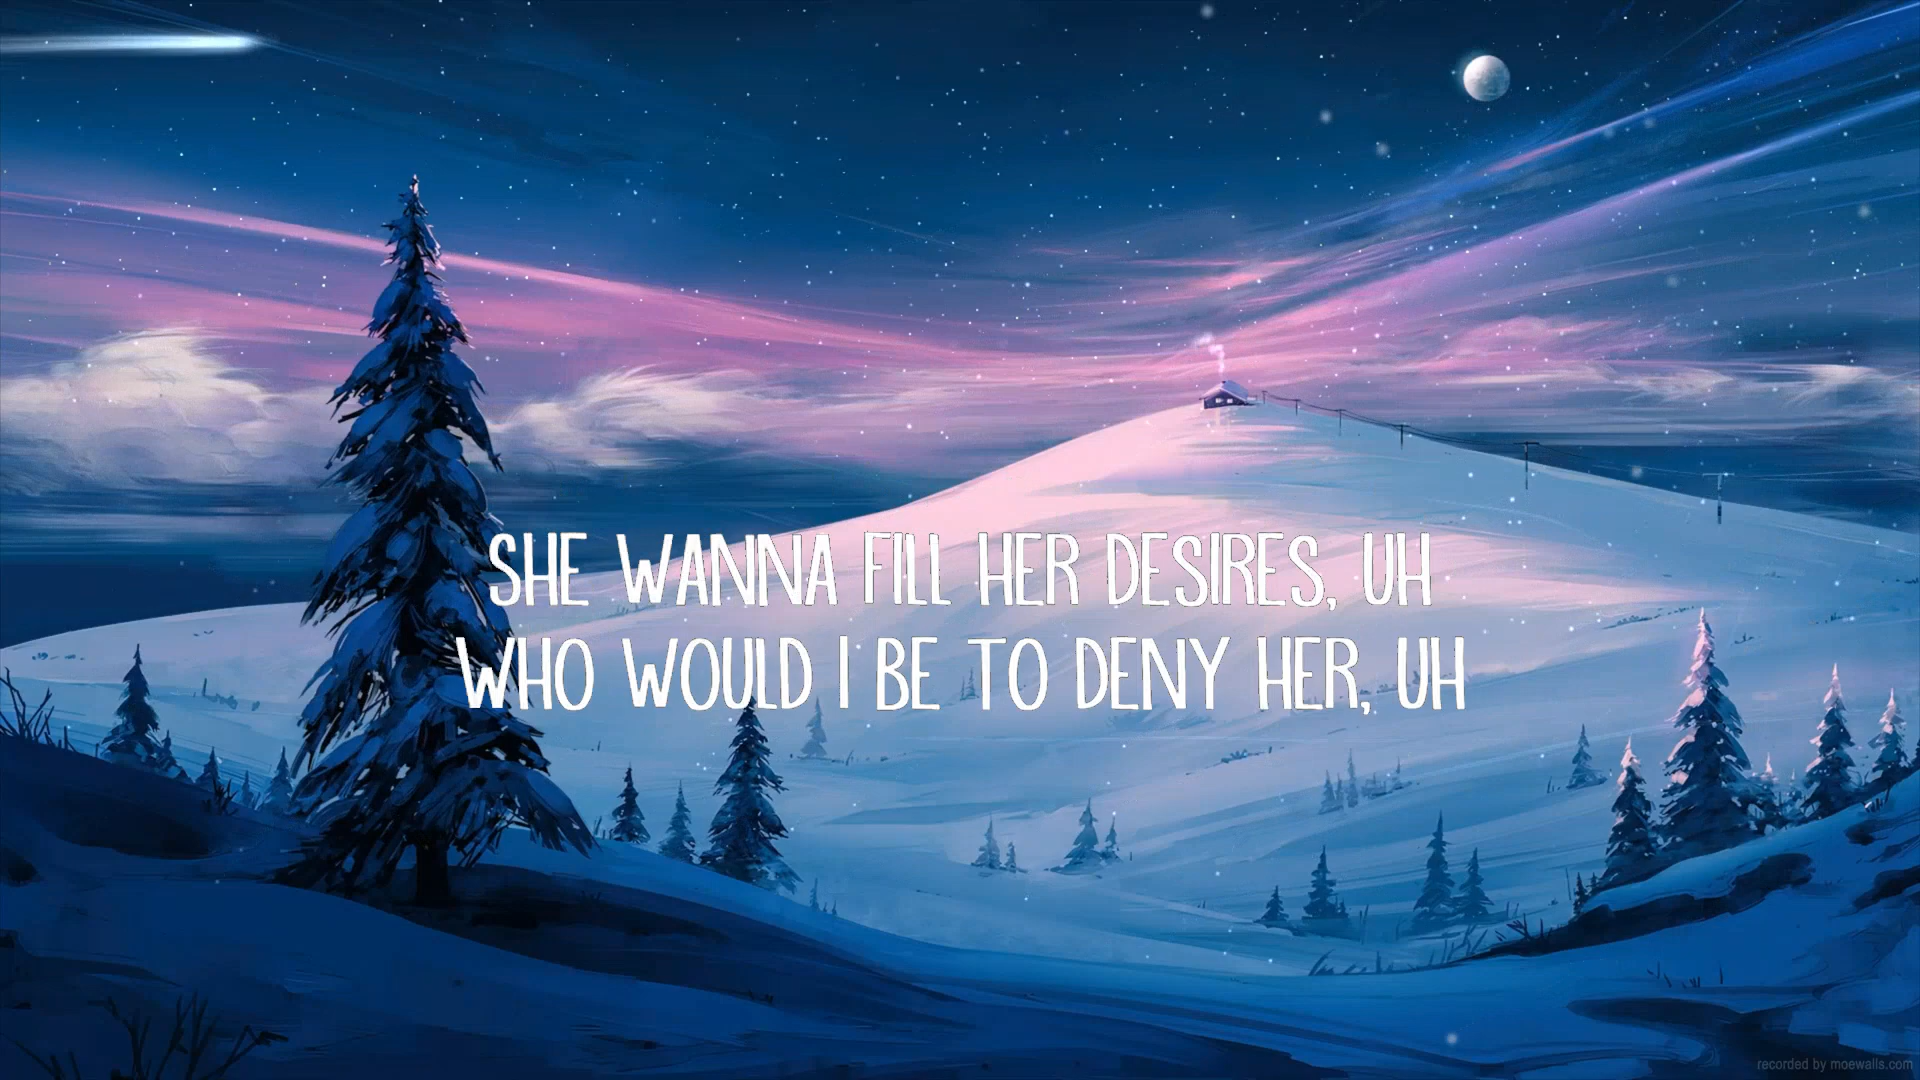 SHE WANNA FILL HER DESIRES, UH
WHO WOULD I BE TO DENY HER, UH
recorded by moewalls.com